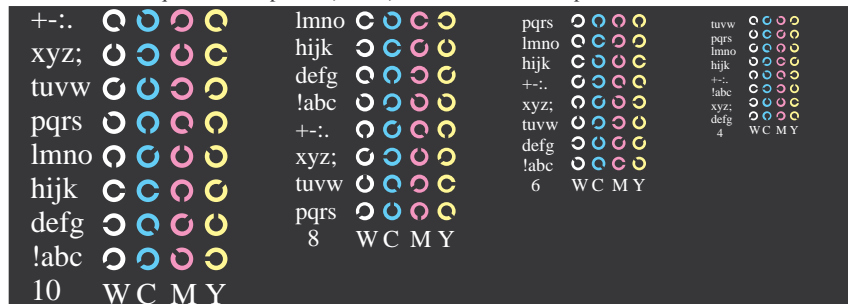 +-:.
xyz;
tuvw
pqrs
lmno
hijk
defg
!abc
10 W C M Y
lmno
hijk
defg
!abc
+-:.
xyz;
tuvw
pqrs
8 W C M Y
pqrs
lmno
hijk
+-:.
xyz;
tuvw
defg
!abc
6 W C M Y
tuvw
pqrs
lmno
hijk
+-:.
!abc
xyz;
defg
4 W C M Y